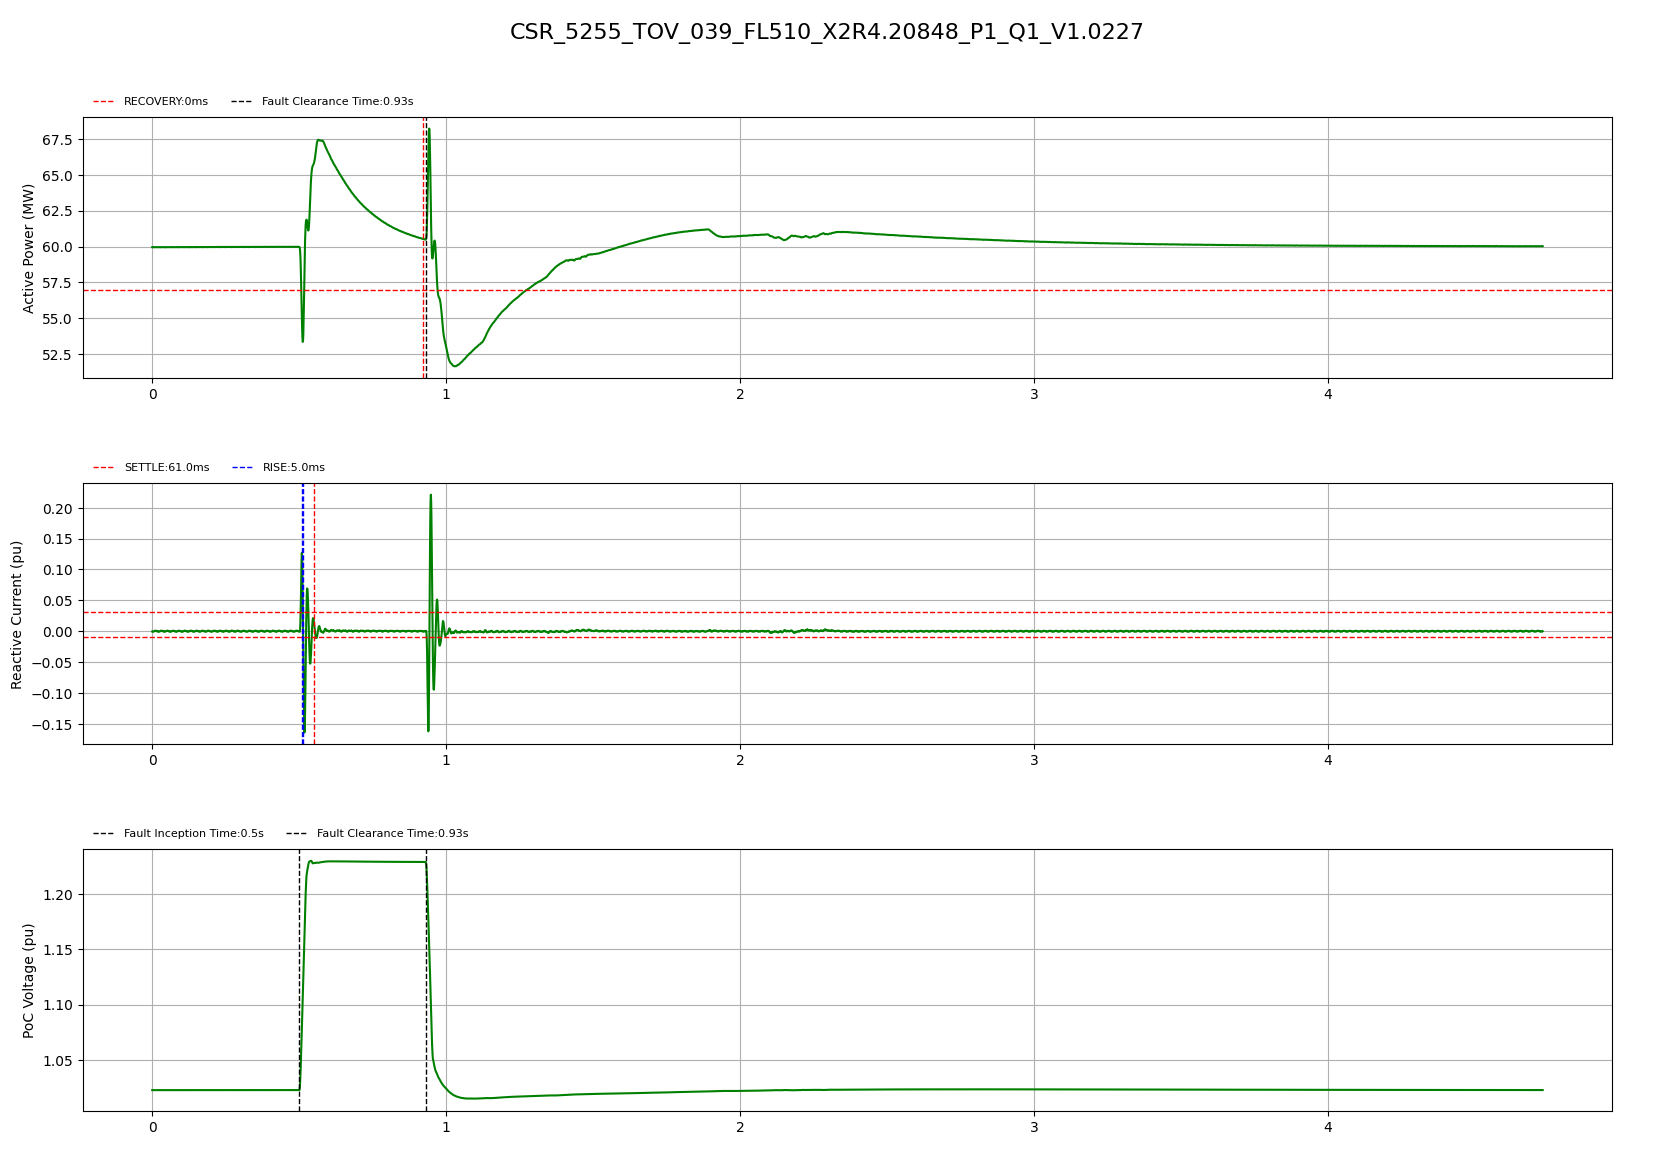 CSR_5255_TOV_039_FL510_X2R4.20848_P1_Q1_V1.0227
RECOVERY:0ms Fault Clearance Time:0.93s
Active Power (MW)
67.5
65.0
62.5
60.0
57.5
55.0
52.5
0 1 2 3 4
SETTLE:61.0ms RISE:5.0ms
Reactive Current (pu)
0.20
0.15
0.10
0.05
0.00
−0.05
−0.10
−0.15
0 1 2 3 4
Fault Inception Time:0.5s Fault Clearance Time:0.93s
PoC Voltage (pu)
1.20
1.15
1.10
1.05
0 1 2 3 4